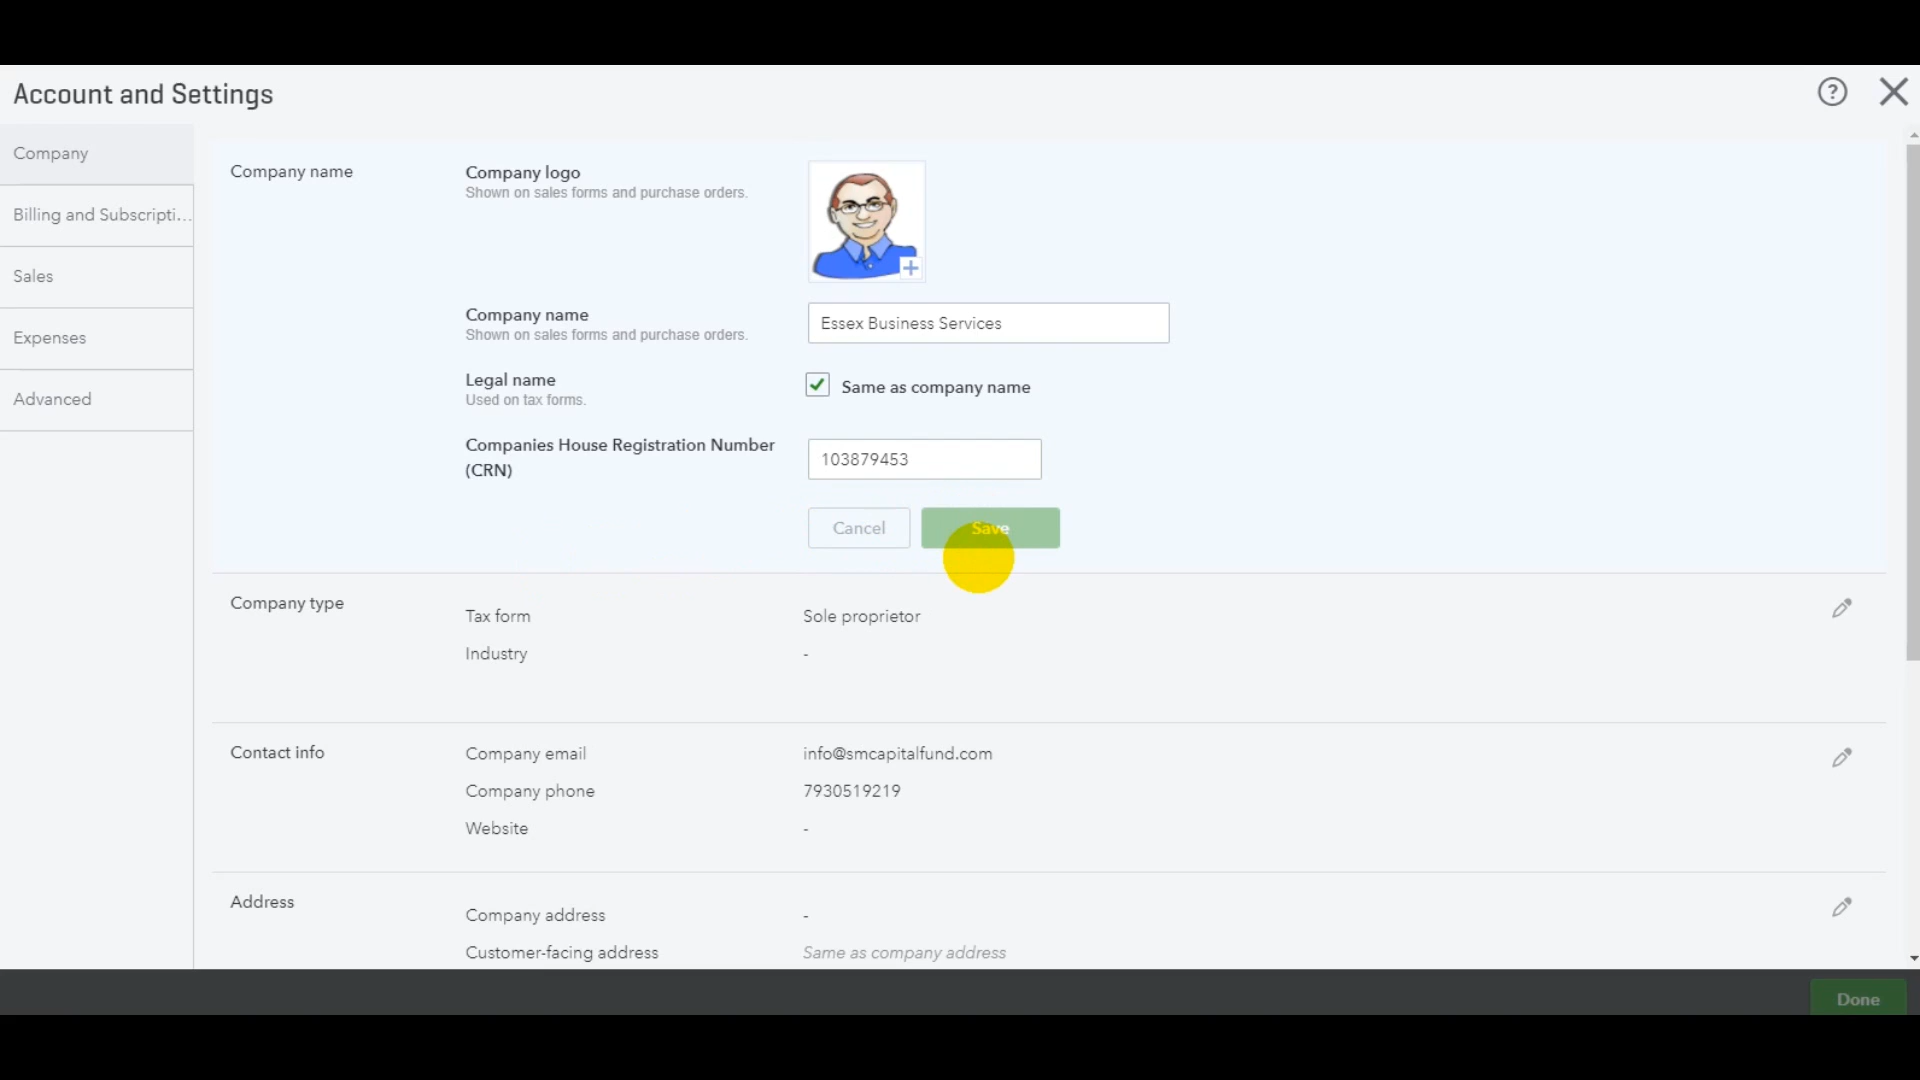 Account and Settings
?
Company
Billing and Subscripti...
Sales
Expenses
Advanced
Company name
Company logo
Shown on sales forms and purchase orders.
Company name
Shown on sales forms and purchase orders.
Essex Business Services
Legal name
Used on tax forms.
Same as company name
Companies House Registration Number
(CRN)
103879453
Cancel
Save
Company type
Tax form
Sole proprietor
Industry
-
Contact info
Company email
info@smcapitalfund.com
Company phone
7930519219
Website
-
Address
Company address
-
Customer-facing address
Same as company address
Done